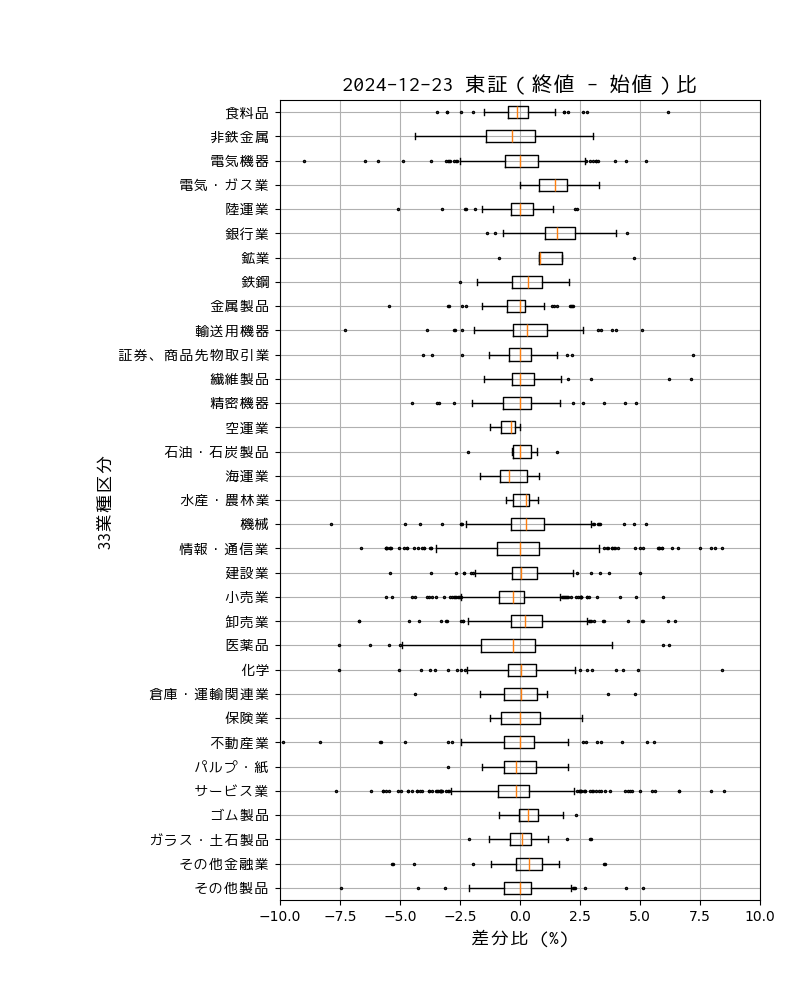 2024-12-23 東証（終値 - 始値）比
食料品
非鉄金属
電気機器
電気・ガス業
陸運業
銀行業
鉱業
鉄鋼
金属製品
輸送用機器
証券、商品先物取引業
繊維製品
精密機器
空運業
石油・石炭製品
海運業
水産・農林業
機械
情報・通信業
建設業
小売業
卸売業
医薬品
化学
倉庫・運輸関連業
保険業
不動産業
パルプ・紙
サービス業
ゴム製品
ガラス・土石製品
その他金融業
その他製品
33業種区分
−10.0 −7.5 −5.0 −2.5 0.0 2.5 5.0 7.5 10.0
差分比 (%)